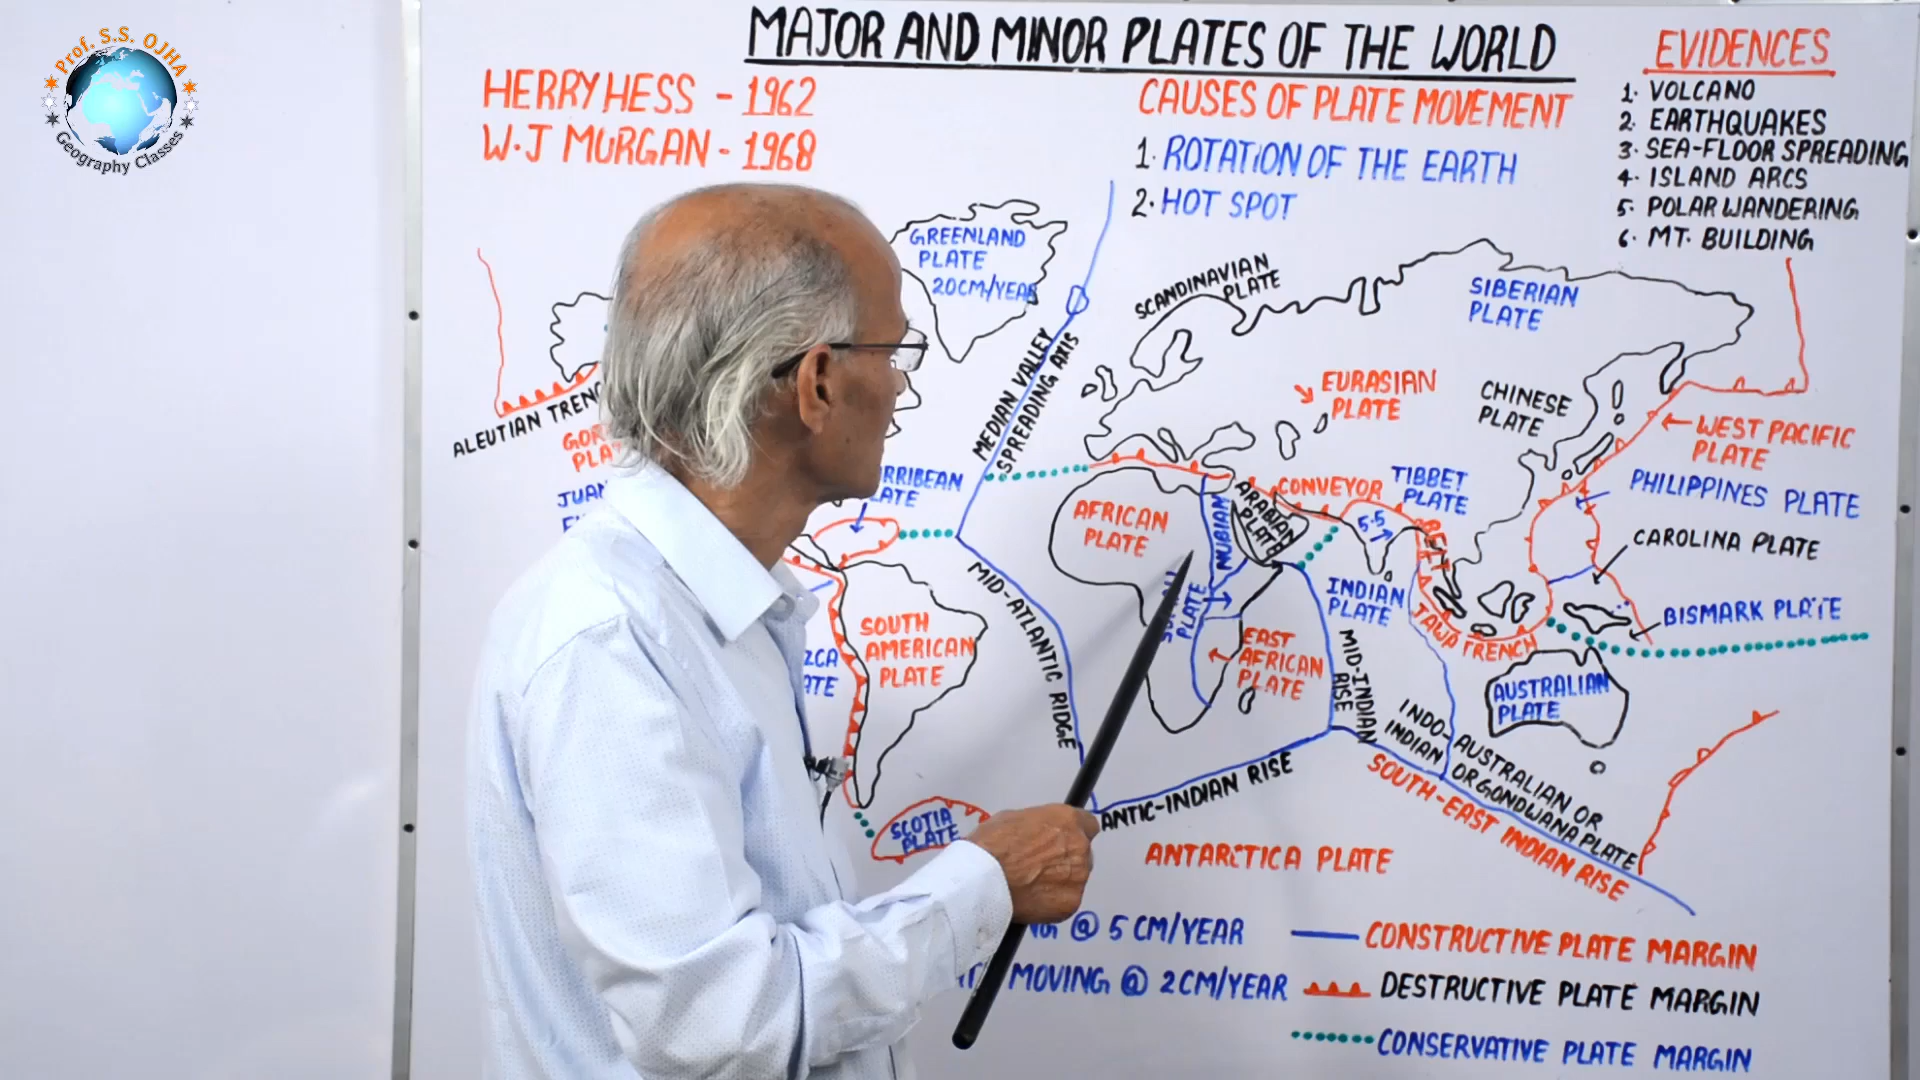 Prof. S.S. OJHA
Geography Classes
MAJOR AND MINOR PLATES OF THE WORLD
HERRY HESS - 1962
W.J MURGAN - 1968
CAUSES OF PLATE MOVEMENT
1. ROTATION OF THE EARTH
2. HOT SPOT
EVIDENCES
1. VOLCANO
2. EARTHQUAKES
3. SEA-FLOOR SPREADING
4. ISLAND ARCS
5. POLAR WANDERING
6. MT. BUILDING
GREENLAND
PLATE
20CM/YEAR
SCANDINAVIAN
PLATE
SIBERIAN
PLATE
MEDIAN VALLEY
SPREADING AXIS
EURASIAN
PLATE
CHINESE
PLATE
WEST PACIFIC
PLATE
PHILIPPINES PLATE
CAROLINA PLATE
BISMARK PLATE
ALEUTIAN
AFRICAN
PLATE
NUBIAN
ARABIAN
PLATE
CONVEYOR
BELT
TIBBET
PLATE
5.5
INDIAN
PLATE
PLATE
EAST
AFRICAN
PLATE
MID-ATLANTIC RIDGE
SOUTH
AMERICAN
PLATE
SCOTIA
PLATE
MID-INDIAN
RISE
TRENCH
AUSTRALIAN
PLATE
INDO-AUSTRALIAN OR
INDIAN OR GONDWANA PLATE
SOUTH-EAST INDIAN RISE
ANTIC-INDIAN RISE
ANTARCTICA PLATE
@ 5 CM/YEAR
MOVING @ 2CM/YEAR
CONSTRUCTIVE PLATE MARGIN
DESTRUCTIVE PLATE MARGIN
CONSERVATIVE PLATE MARGIN